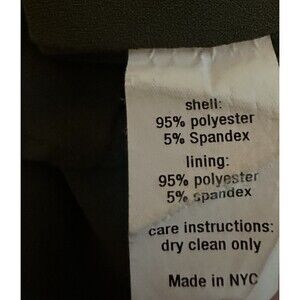 shell:
95% polyester
5% Spandex
lining:
95% polyester
5% spandex
care instructions:
dry clean only
Made in NYC